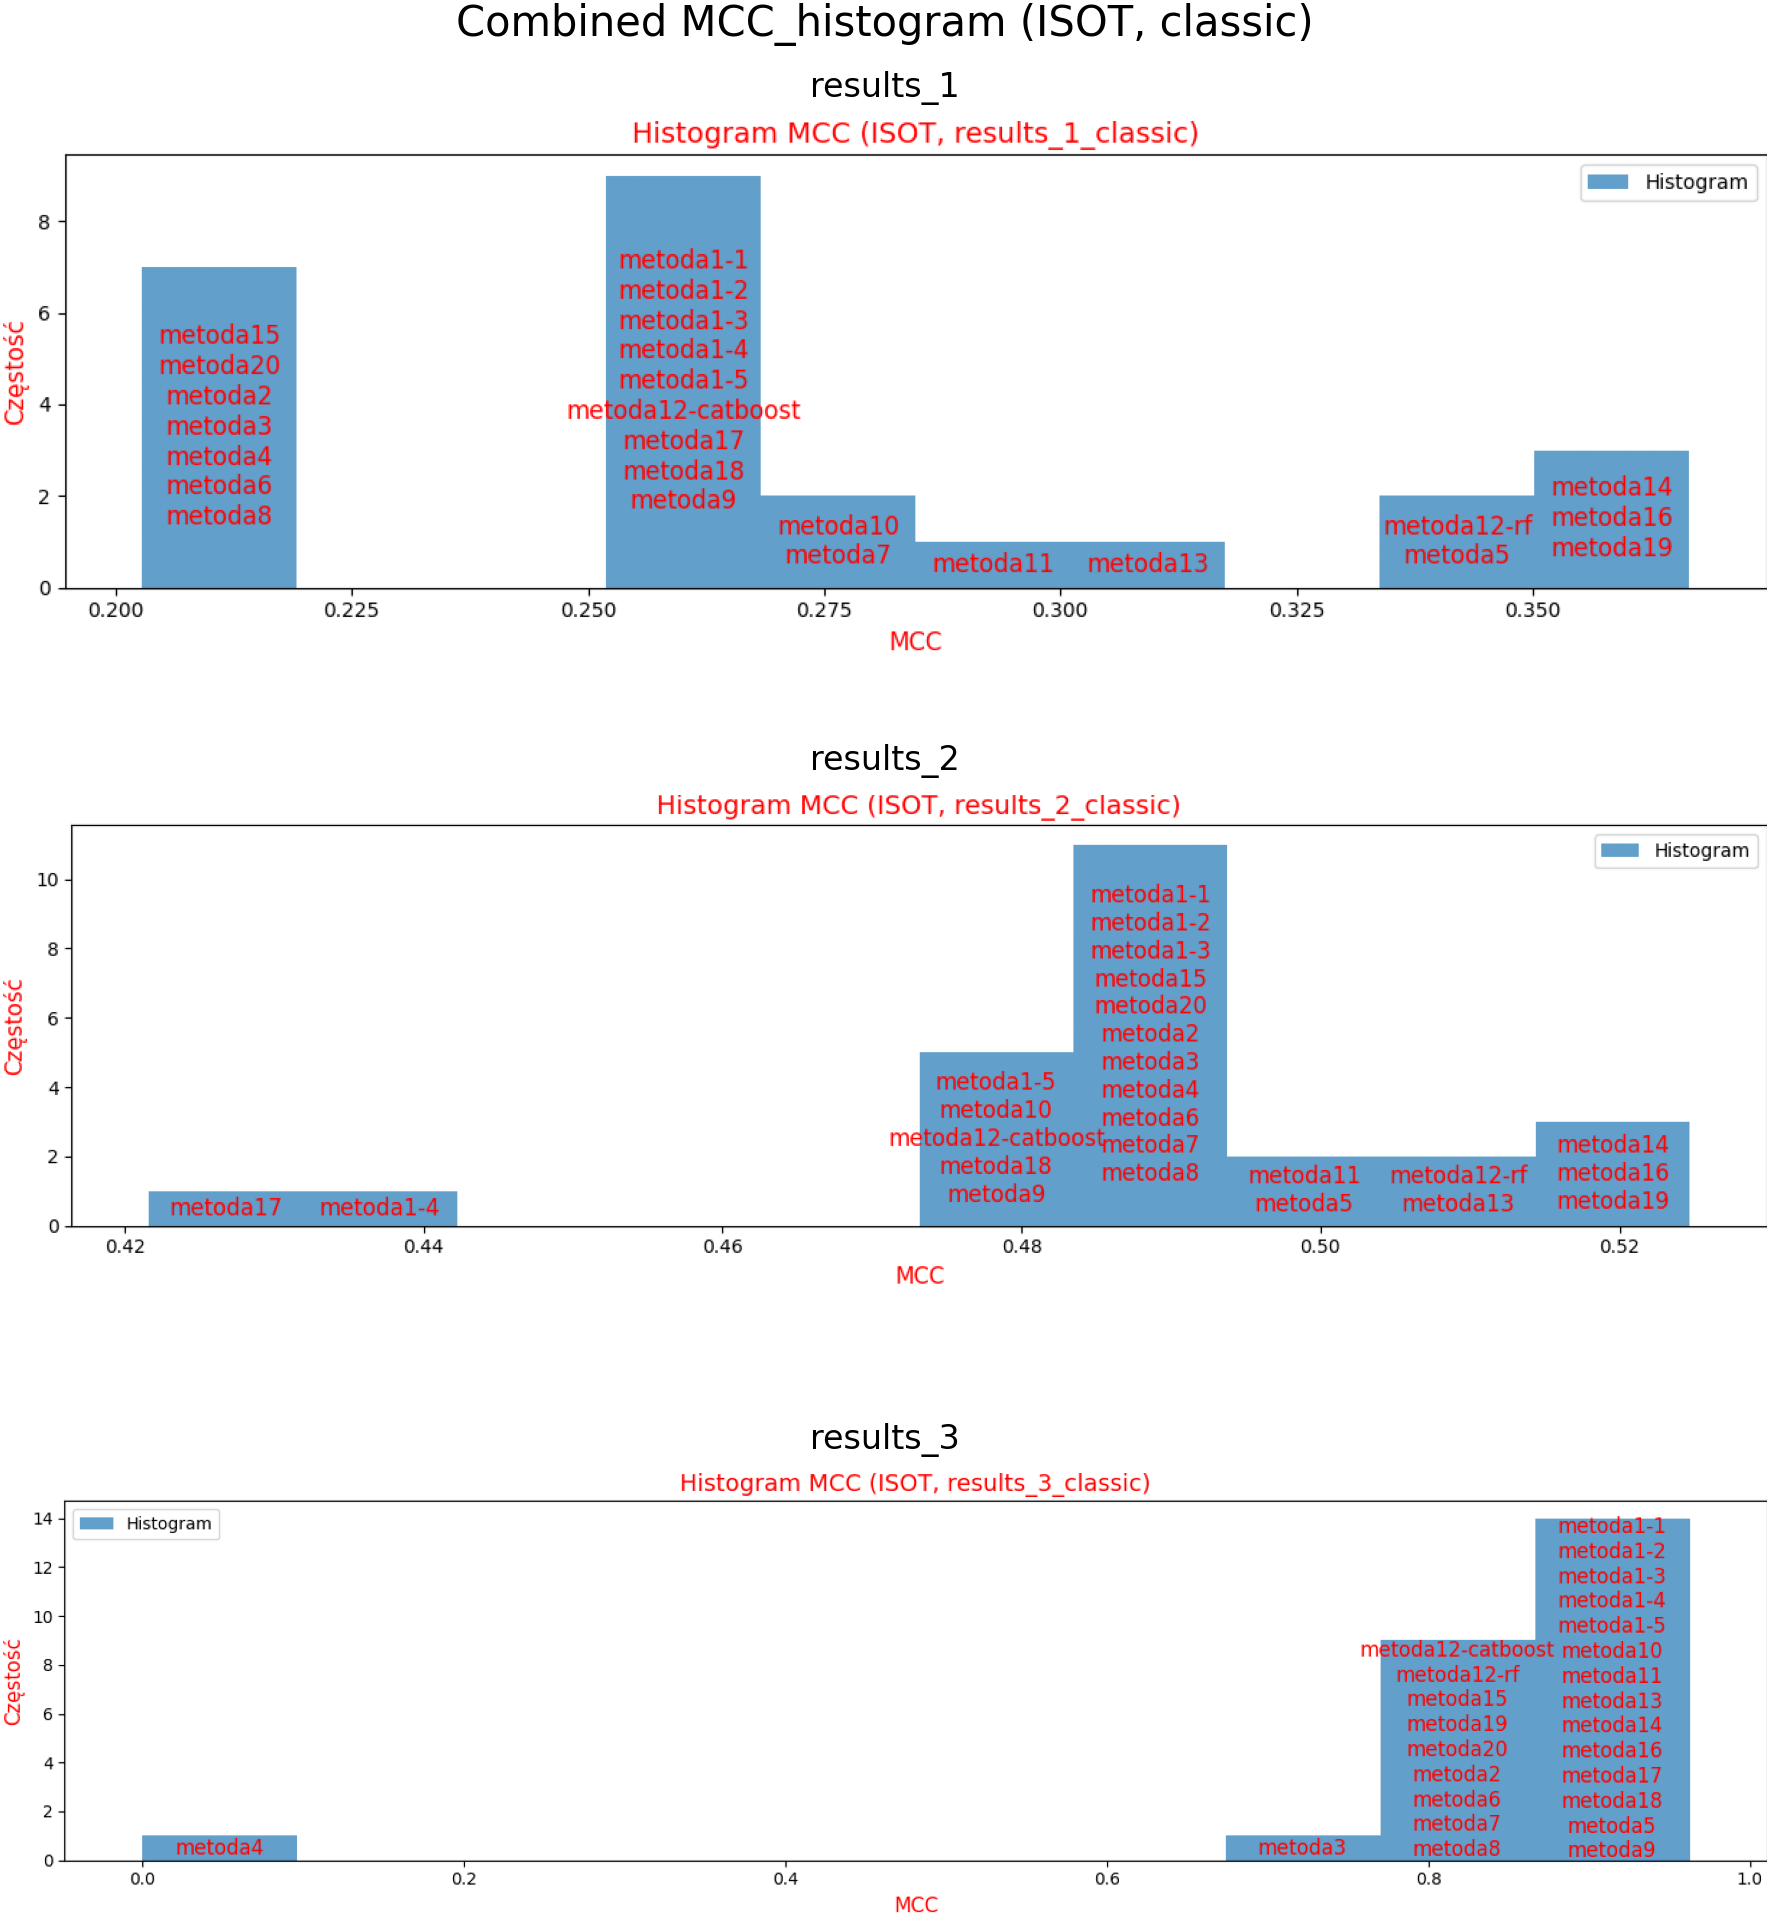 Combined MCC_histogram (ISOT, classic)
results_1
Histogram MCC (ISOT, results_1_classic)
Histogram
Częstość
8
6
4
2
0
metoda15
metoda20
metoda2
metoda3
metoda4
metoda6
metoda8
metoda1-1
metoda1-2
metoda1-3
metoda1-4
metoda1-5
metoda12-catboost
metoda17
metoda18
metoda9
metoda10
metoda7
metoda11
metoda13
metoda12-rf
metoda5
metoda14
metoda16
metoda19
0.200 0.225 0.250 0.275 0.300 0.325 0.350
MCC
results_2
Histogram MCC (ISOT, results_2_classic)
Histogram
Częstość
10
8
6
4
2
0
metoda17
metoda1-4
metoda1-5
metoda10
metoda12-catboost
metoda18
metoda9
metoda1-1
metoda1-2
metoda1-3
metoda15
metoda20
metoda2
metoda3
metoda4
metoda6
metoda7
metoda8
metoda11
metoda5
metoda12-rf
metoda13
metoda14
metoda16
metoda19
0.42 0.44 0.46 0.48 0.50 0.52
MCC
results_3
Histogram MCC (ISOT, results_3_classic)
Histogram
Częstość
14
12
10
8
6
4
2
0
metoda4
metoda3
metoda12-catboost
metoda12-rf
metoda15
metoda19
metoda20
metoda2
metoda6
metoda7
metoda8
metoda1-1
metoda1-2
metoda1-3
metoda1-4
metoda1-5
metoda10
metoda11
metoda13
metoda14
metoda16
metoda17
metoda18
metoda5
metoda9
0.0 0.2 0.4 0.6 0.8 1.0
MCC